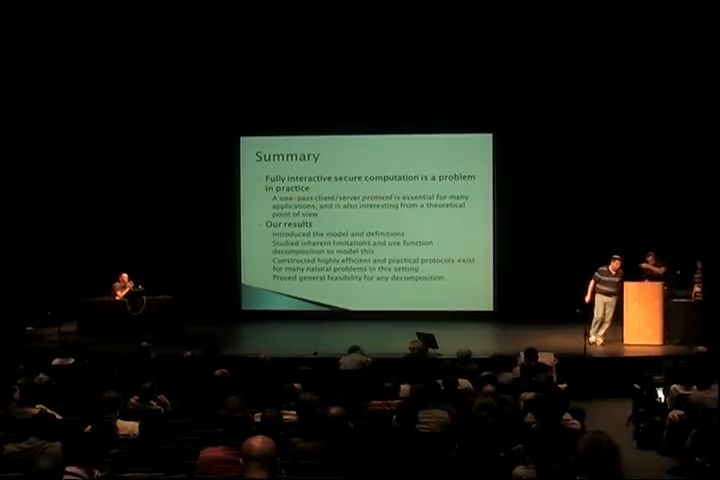 Summary
Fully interactive secure computation is a problem
in practice
A one-pass client/server protocol is essential for many
applications, and is also interesting from a theoretical
point of view
Our results
Introduced the model and definitions
Studied inherent limitations and use function
decomposition to model this
Constructed highly efficient and practical protocols exist
for many natural problems in this setting
Proved general feasibility for any decomposition